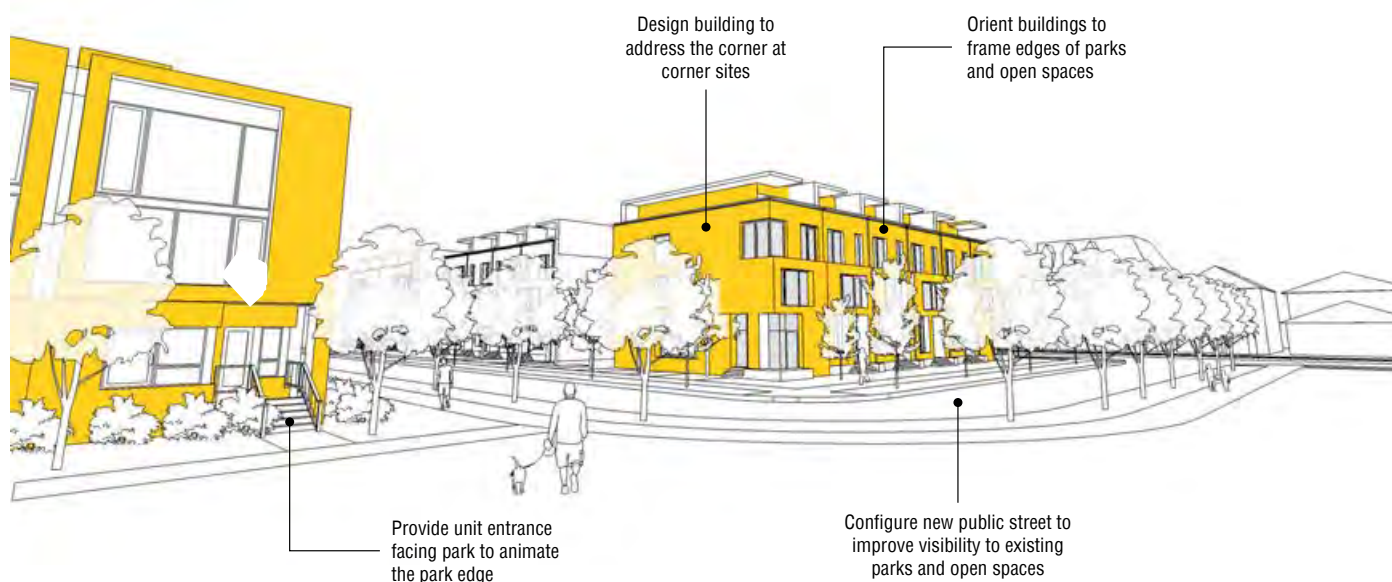 Design building to
address the corner at
corner sites
Orient buildings to
frame edges of parks
and open spaces
Provide unit entrance
facing park to animate
the park edge
Configure new public street to
improve visibility to existing
parks and open spaces